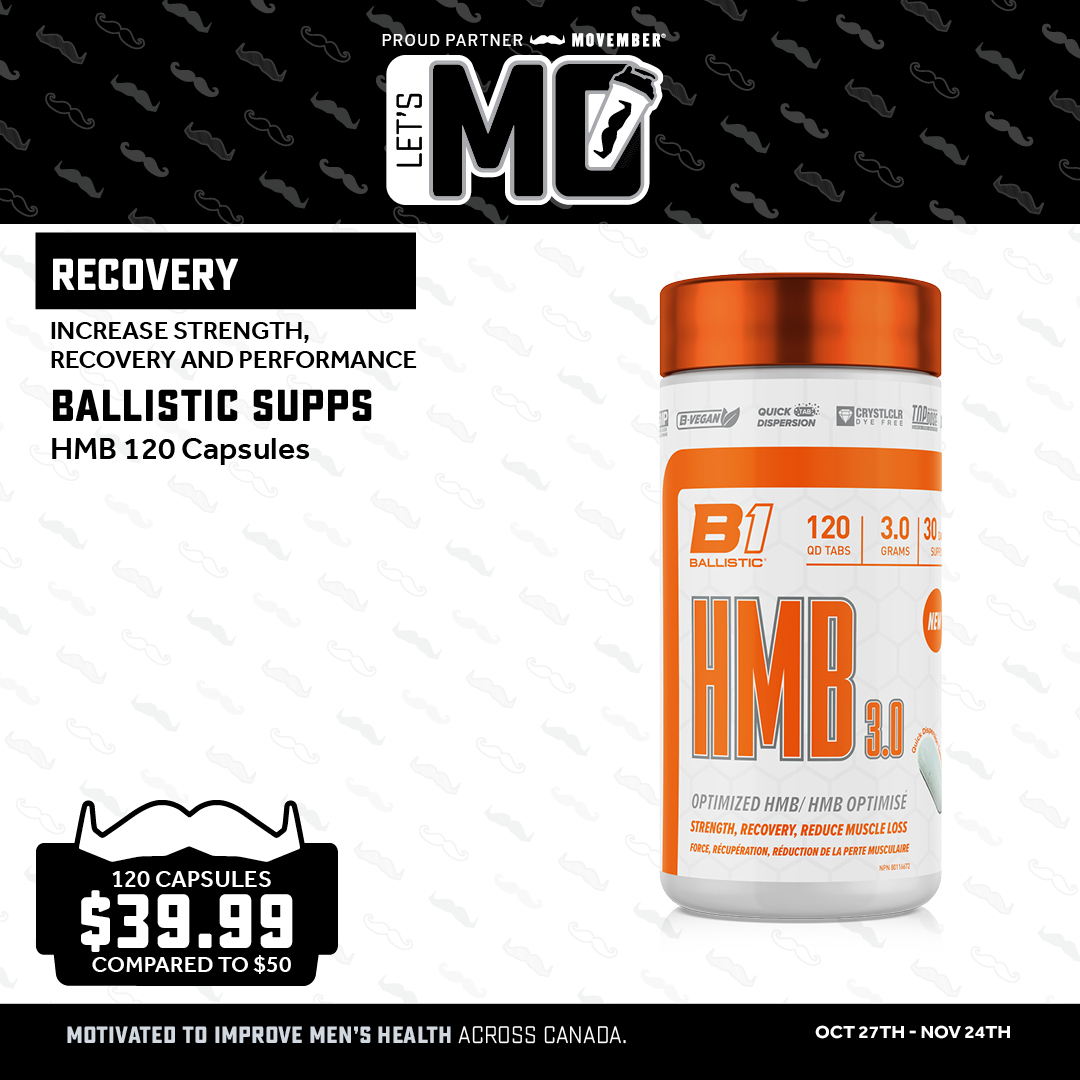 PROUD PARTNER MOVEMBER®
LET'S
MO
RECOVERY
INCREASE STRENGTH,
RECOVERY AND PERFORMANCE
BALLISTIC SUPPS
HMB 120 Capsules
B-VEGAN
QUICK TAB
DISPERSION
CRYSTLCLR
DYE FREE
B1
BALLISTIC
120
QD TABS
3.0
GRAMS
30
NEW
HMB 3.0
OPTIMIZED HMB/ HMB OPTIMISÉ
STRENGTH, RECOVERY, REDUCE MUSCLE LOSS
FORCE, RÉCUPÉRATION, RÉDUCTION DE LA PERTE MUSCULAIRE
120 CAPSULES
$39.99
COMPARED TO $50
MOTIVATED TO IMPROVE MEN'S HEALTH ACROSS CANADA.
OCT 27TH - NOV 24TH